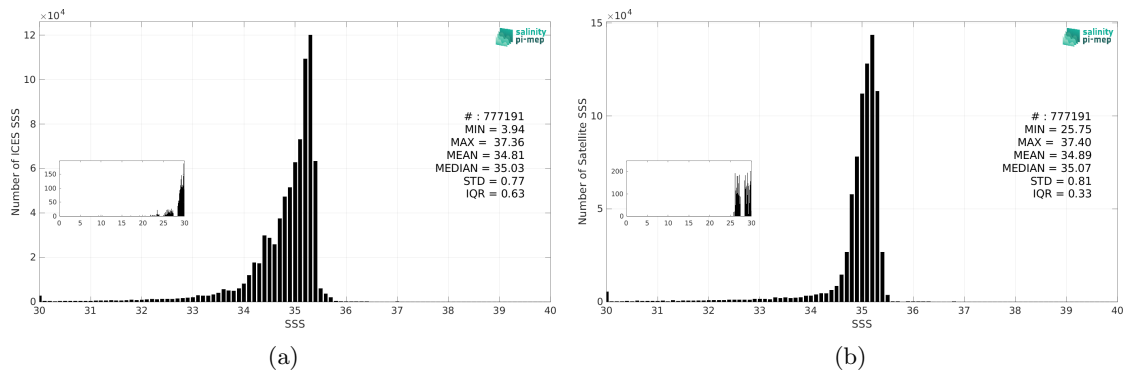 ×10⁴
12
10
8
6
4
2
0
Number of ICES SSS
30 31 32 33 34 35 36 37 38 39 40
SSS
salinity
pi-mep
# : 777191
MIN = 3.94
MAX = 37.36
MEAN = 34.81
MEDIAN = 35.03
STD = 0.77
IQR = 0.63
150
100
50
0
0 5 10 15 20 25 30
(a)
×10⁴
15
10
5
0
Number of Satellite SSS
30 31 32 33 34 35 36 37 38 39 40
SSS
salinity
pi-mep
# : 777191
MIN = 25.75
MAX = 37.40
MEAN = 34.89
MEDIAN = 35.07
STD = 0.81
IQR = 0.33
200
100
0
0 5 10 15 20 25 30
(b)